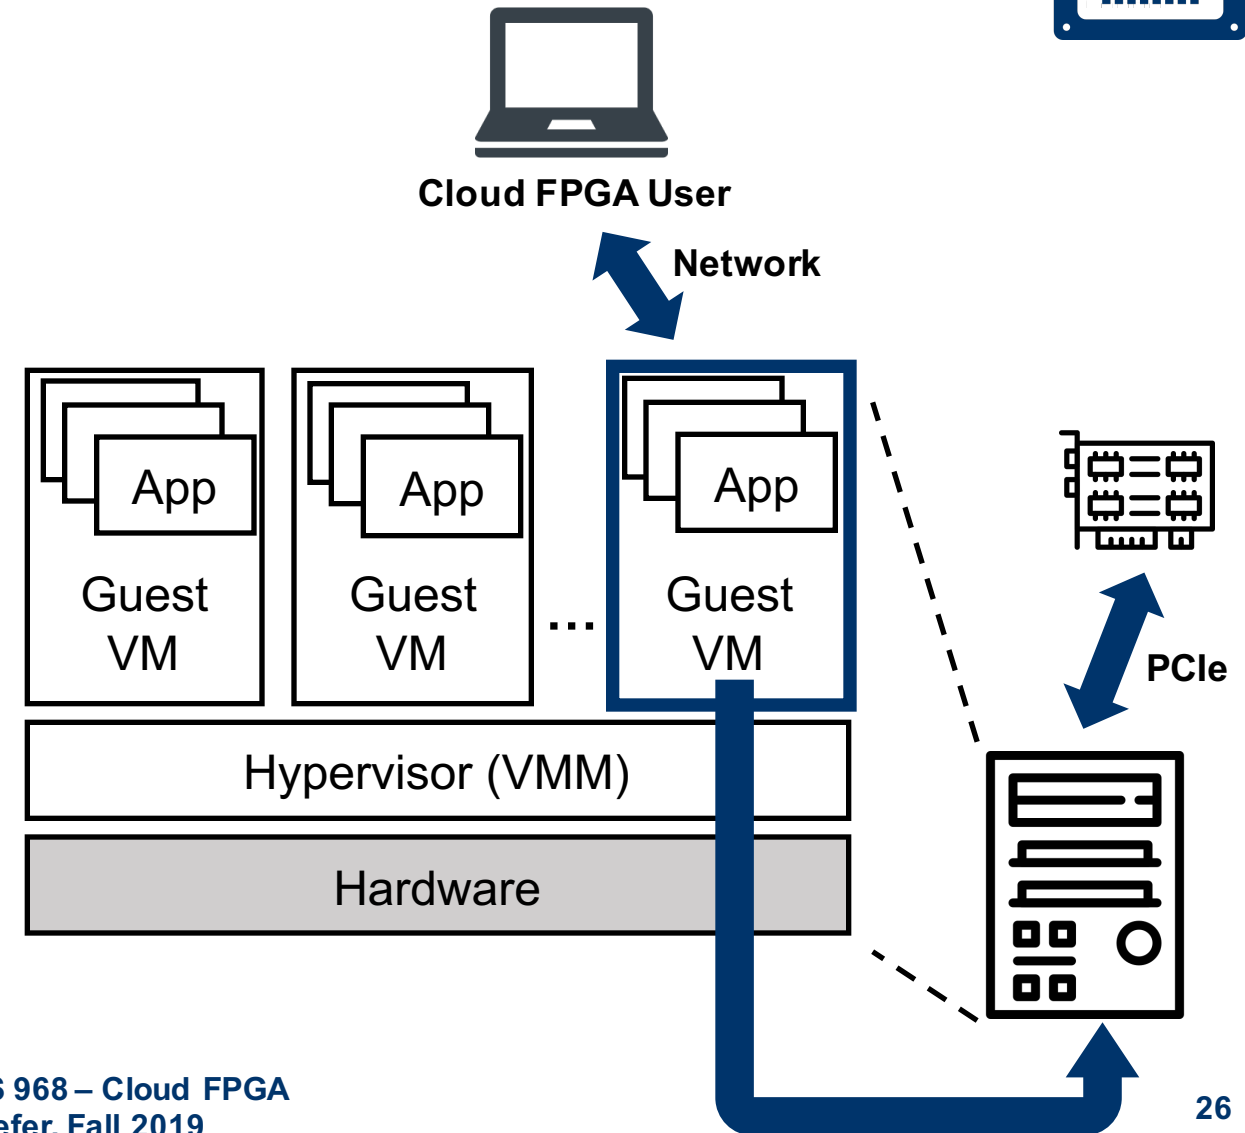 Cloud FPGA User
Network
App
App
App
Guest
VM
Guest
VM
...
Guest
VM
PCIe
Hypervisor (VMM)
Hardware
968 – Cloud FPGA
Fall 2019
26